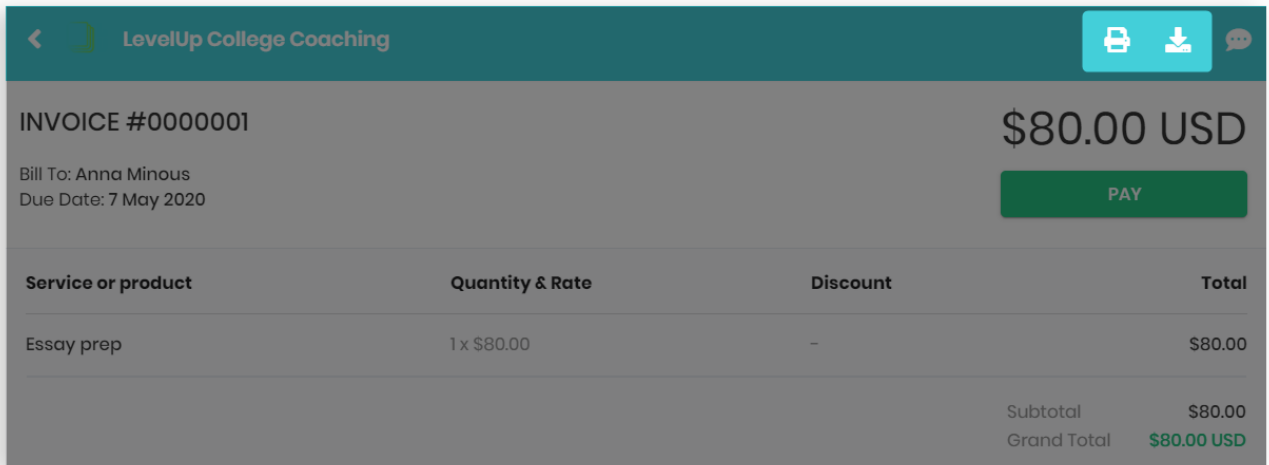 LevelUp College Coaching
INVOICE #0000001
$80.00 USD
Bill To: Anna Minous
Due Date: 7 May 2020
PAY
Service or product Quantity & Rate Discount Total
Essay prep 1 x $80.00 - $80.00
Subtotal $80.00
Grand Total $80.00 USD